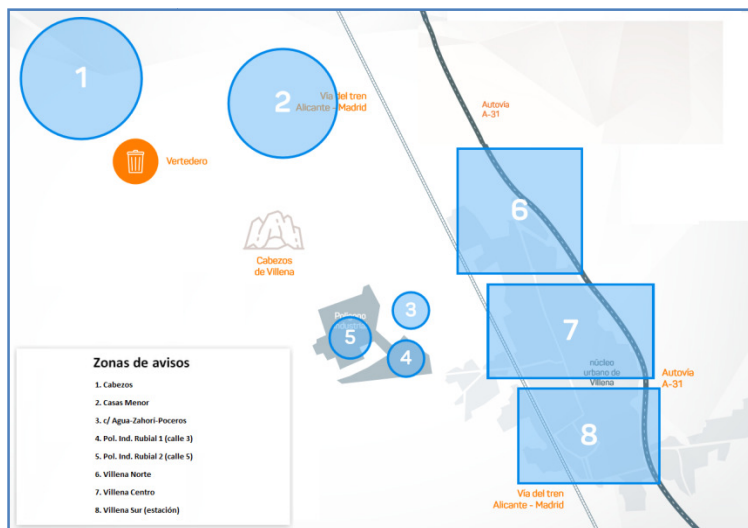 1
2
Vía del tren
Alicante - Madrid
Autovía
A-31
Vertedero
6
Cabezos
de Villena
3
Polígono
5
4
7
núcleo
urbano de
Villena
Autovía
A-31
8
Vía del tren
Alicante - Madrid
Zonas de avisos
1. Cabezos
2. Casas Menor
3. c/ Agua-Zahorí-Poceros
4. Pol. Ind. Rubial 1 (calle 3)
5. Pol. Ind. Rubial 2 (calle 5)
6. Villena Norte
7. Villena Centro
8. Villena Sur (estación)